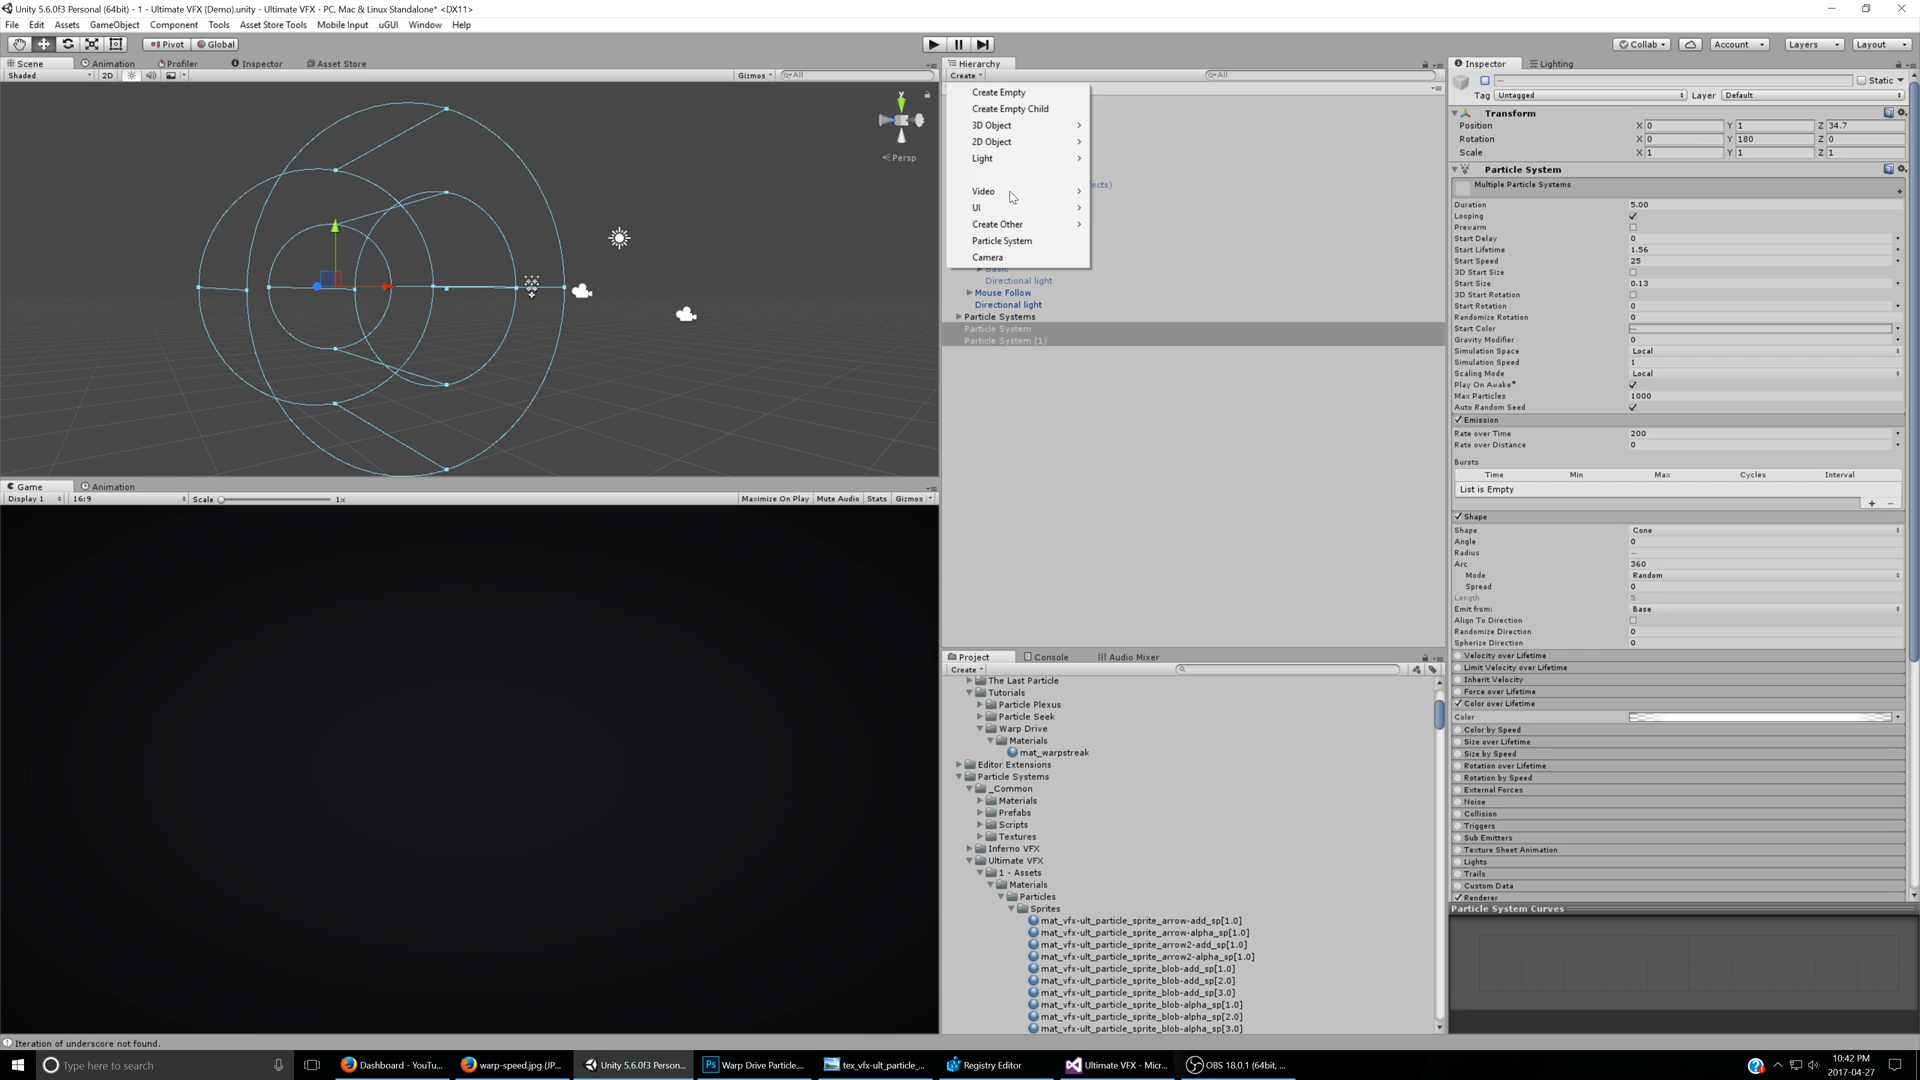 Unity 5.6.0f3 Personal (64bit) - 1 - Ultimate VFX (Demo).unity - Ultimate VFX - PC, Mac & Linux Standalone* <DX11>
File Edit Assets GameObject Component Tools Asset Store Tools Mobile Input uGUI Window Help
Pivot Global
Collab Account Layers Layout
Scene Animation Profiler Inspector Asset Store
Shaded 2D Gizmos All
y
Persp
Hierarchy
Create All
Create Empty
Create Empty Child
3D Object
2D Object
Light
Video
UI
Create Other
Particle System
Camera
ects)
Directional light
Mouse Follow
Directional light
Particle Systems
Particle System
Particle System (1)
Game Animation
Display 1 16:9 Scale 1x Maximize On Play Mute Audio Stats Gizmos
Project Console Audio Mixer
Create
The Last Particle
Tutorials
Particle Plexus
Particle Seek
Warp Drive
Materials
mat_warpstreak
Editor Extensions
Particle Systems
_Common
Materials
Prefabs
Scripts
Textures
Inferno VFX
Ultimate VFX
1 - Assets
Materials
Particles
Sprites
mat_vfx-ult_particle_sprite_arrow-add_sp[1.0]
mat_vfx-ult_particle_sprite_arrow-alpha_sp[1.0]
mat_vfx-ult_particle_sprite_arrow2-add_sp[1.0]
mat_vfx-ult_particle_sprite_arrow2-alpha_sp[1.0]
mat_vfx-ult_particle_sprite_blob-add_sp[1.0]
mat_vfx-ult_particle_sprite_blob-add_sp[2.0]
mat_vfx-ult_particle_sprite_blob-add_sp[3.0]
mat_vfx-ult_particle_sprite_blob-alpha_sp[1.0]
mat_vfx-ult_particle_sprite_blob-alpha_sp[2.0]
mat_vfx-ult_particle_sprite_blob-alpha_sp[3.0]
Inspector Lighting
— Static
Tag Untagged Layer Default
Transform
Position X 0 Y 1 Z 34.7
Rotation X 0 Y 180 Z 0
Scale X 1 Y 1 Z 1
Particle System
Multiple Particle Systems +
Duration 5.00
Looping
Prewarm
Start Delay 0
Start Lifetime 1.56
Start Speed 25
3D Start Size
Start Size 0.13
3D Start Rotation
Start Rotation 0
Randomize Rotation 0
Start Color —
Gravity Modifier 0
Simulation Space Local
Simulation Speed 1
Scaling Mode Local
Play On Awake*
Max Particles 1000
Auto Random Seed
Emission
Rate over Time 200
Rate over Distance 0
Bursts
Time Min Max Cycles Interval
List is Empty
+ −
Shape
Shape Cone
Angle 0
Radius —
Arc 360
Mode Random
Spread 0
Length 5
Emit from: Base
Align To Direction
Randomize Direction 0
Spherize Direction 0
Velocity over Lifetime
Limit Velocity over Lifetime
Inherit Velocity
Force over Lifetime
Color over Lifetime
Color
Color by Speed
Size over Lifetime
Size by Speed
Rotation over Lifetime
Rotation by Speed
External Forces
Noise
Collision
Triggers
Sub Emitters
Texture Sheet Animation
Lights
Trails
Custom Data
Renderer
Particle System Curves
Iteration of underscore not found.
Type here to search
Dashboard - YouTu...
warp-speed.jpg (JP...
Unity 5.6.0f3 Person...
Warp Drive Particle....
tex_vfx-ult_particle_...
Registry Editor
Ultimate VFX - Micr...
OBS 18.0.1 (64bit, ...
10:42 PM
2017-04-27